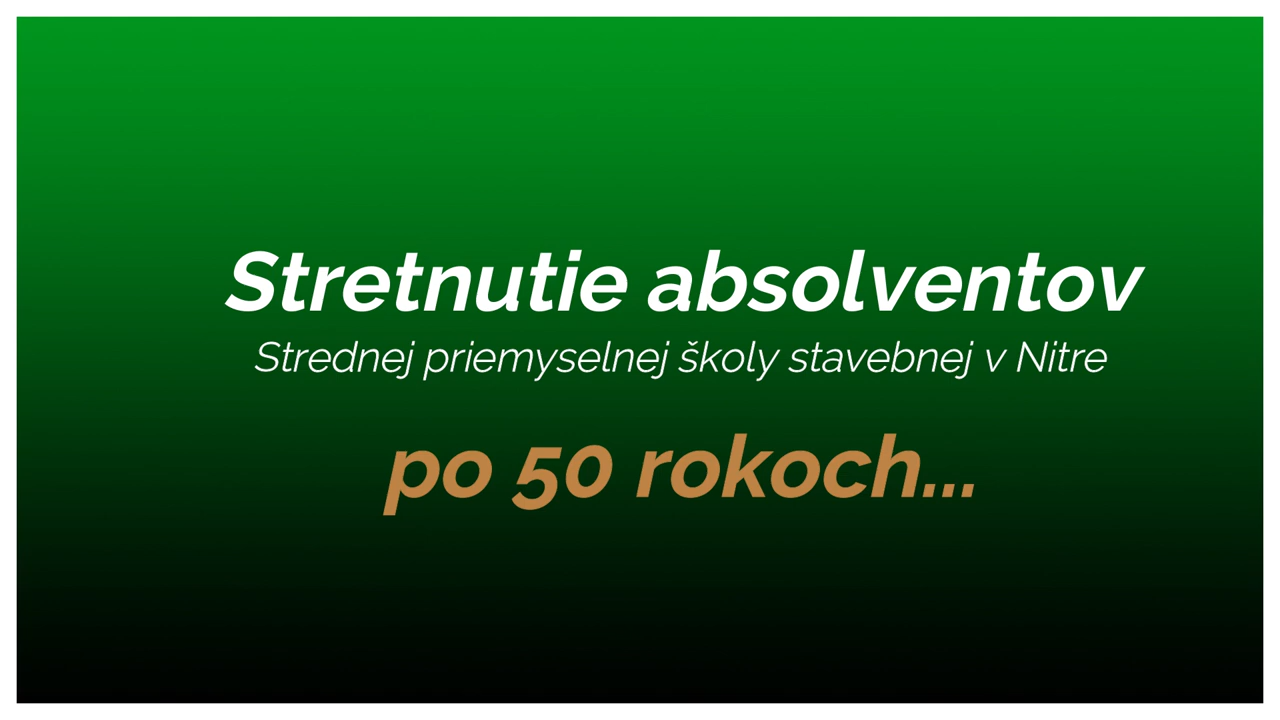 Stretnutie absolventov
Strednej priemyselnej školy stavebnej v Nitre
po 50 rokoch...